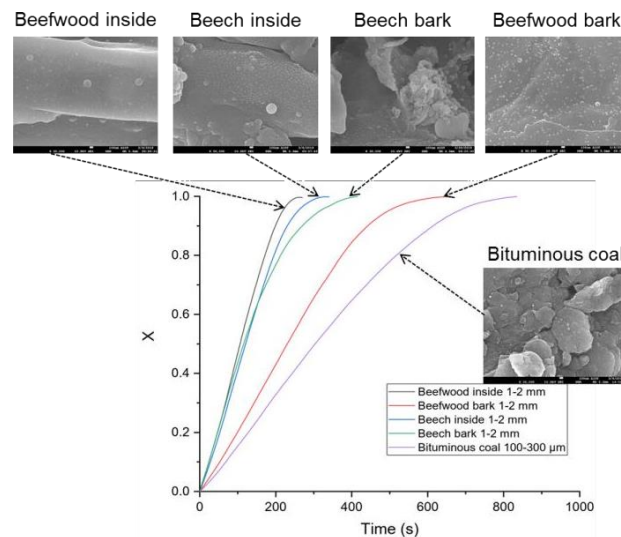 Beefwood inside
Beech inside
Beech bark
Beefwood bark
Bituminous coal
1.0
0.8
0.6
0.4
0.2
0.0
X
Beefwood inside 1-2 mm
Beefwood bark 1-2 mm
Beech inside 1-2 mm
Beech bark 1-2 mm
Bituminous coal 100-300 μm
0
200
400
600
800
1000
Time (s)